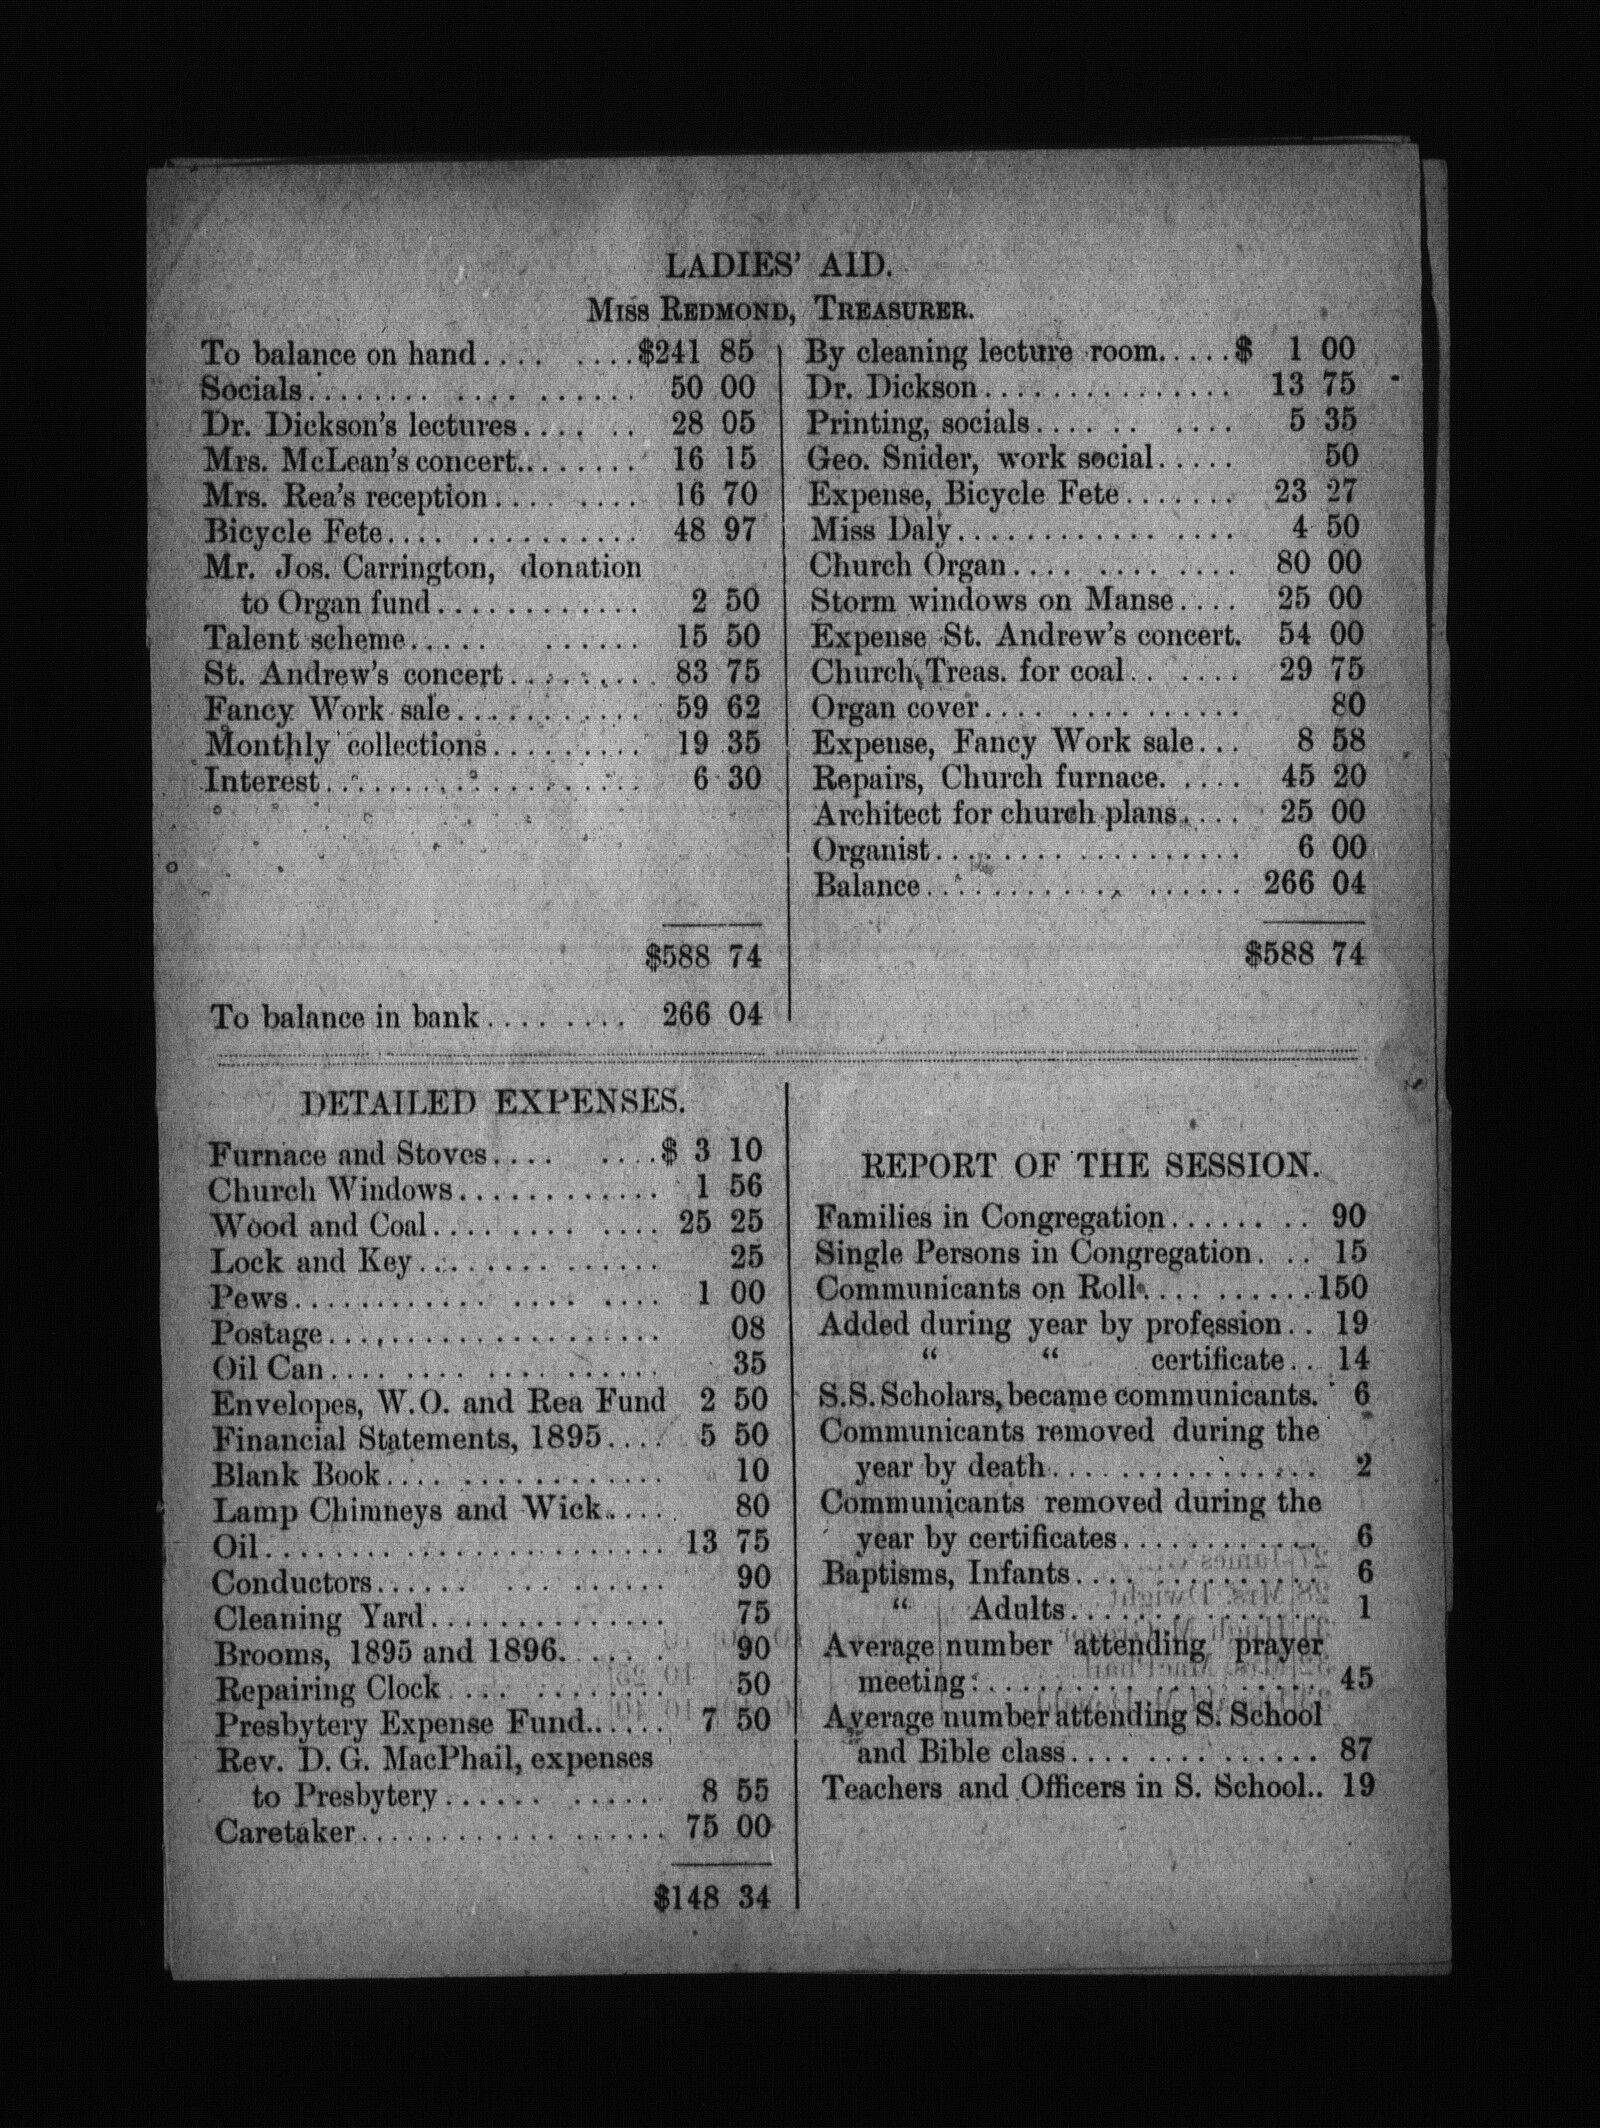 LADIES' AID.
MISS REDMOND, TREASURER.
To balance on hand.... ....$241 85
Socials........ .... ...... 50 00
Dr. Dickson's lectures.... .. 28 05
Mrs. McLean's concert........ 16 15
Mrs. Rea's reception.... .... 16 70
Bicycle Fete.... .......... 48 97
Mr. Jos. Carrington, donation
to Organ fund............ 2 50
Talent scheme..... ...... 15 50
St. Andrew's concert......... 83 75
Fancy Work sale........... 59 62
Monthly collections......... 19 35
Interest................... 6 30
$588 74
To balance in bank.... .... 266 04
By cleaning lecture room.....$ 1 00
Dr. Dickson............... 13 75
Printing, socials.... .. .... 5 35
Geo. Snider, work social..... 50
Expense, Bicycle Fete....... 23 27
Miss Daly............ .... 4 50
Church Organ.... .... .... 80 00
Storm windows on Manse.... 25 00
Expense St. Andrew's concert. 54 00
Church Treas. for coal.. .... 29 75
Organ cover.... .......... 80
Expense, Fancy Work sale... 8 58
Repairs, Church furnace. .... 45 20
Architect for church plans.... 25 00
Organist................... 6 00
Balance............ ...... 266 04
$588 74
DETAILED EXPENSES.
Furnace and Stoves.... ....$ 3 10
Church Windows............ 1 56
Wood and Coal......... .... 25 25
Lock and Key.............. 25
Pews............ .... .... 1 00
Postage.................... 08
Oil Can.... .... .... ...... 35
Envelopes, W.O. and Rea Fund 2 50
Financial Statements, 1895.... 5 50
Blank Book.... ............ 10
Lamp Chimneys and Wick..... 80
Oil........ ................ 13 75
Conductors...... ... ...... 90
Cleaning Yard.............. 75
Brooms, 1895 and 1896. ..... 90
Repairing Clock ... ........ 50
Presbytery Expense Fund...... 7 50
Rev. D. G. MacPhail, expenses
to Presbytery...... ...... 8 55
Caretaker............ ...... 75 00
$148 34
REPORT OF THE SESSION.
Families in Congregation...... .. 90
Single Persons in Congregation. .. 15
Communicants on Roll.... ......150
Added during year by profession.. 19
“ “ certificate.. 14
S.S. Scholars, became communicants. 6
Communicants removed during the
year by death................ 2
Communicants removed during the
year by certificates............ 6
Baptisms, Infants.... .......... 6
“ Adults............... 1
Average number attending prayer
meeting..................... 45
Average number attending S. School
and Bible class.... .... ...... 87
Teachers and Officers in S. School.. 19